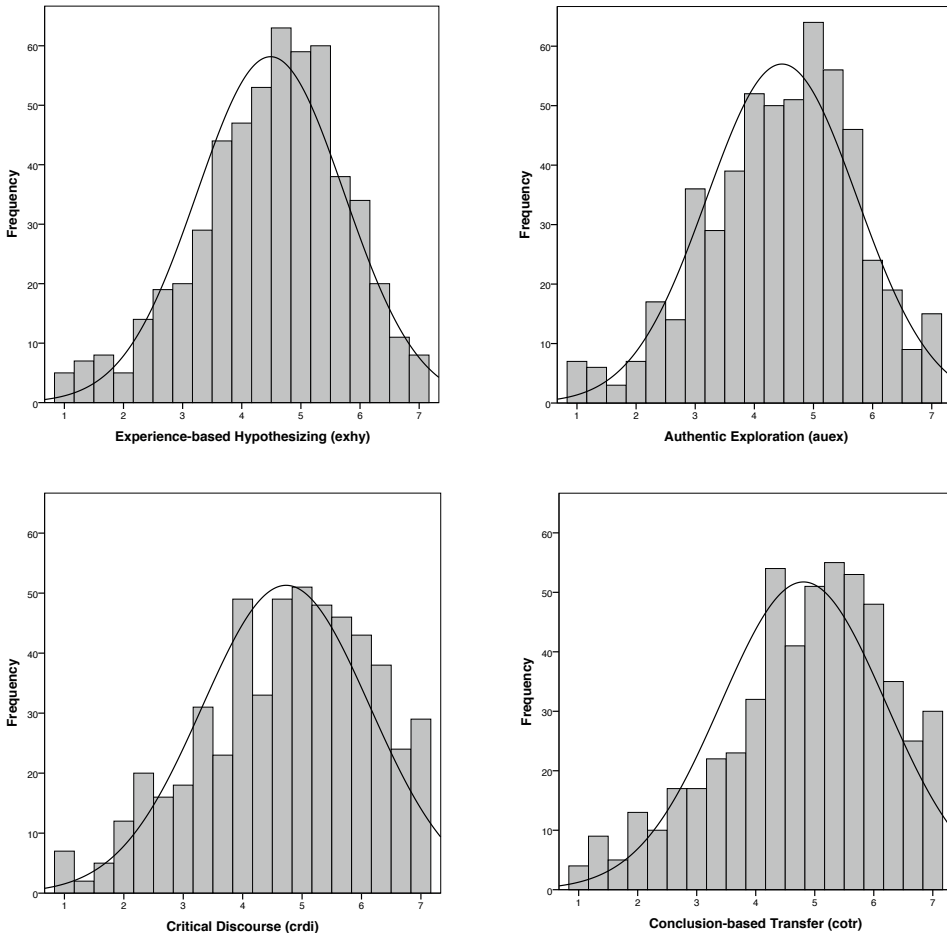 60
50
40
30
20
10
0
Frequency
1 2 3 4 5 6 7
Experience-based Hypothesizing (exhy)
60
50
40
30
20
10
0
Frequency
1 2 3 4 5 6 7
Authentic Exploration (auex)
60
50
40
30
20
10
0
Frequency
1 2 3 4 5 6 7
Critical Discourse (crdi)
60
50
40
30
20
10
0
Frequency
1 2 3 4 5 6 7
Conclusion-based Transfer (cotr)